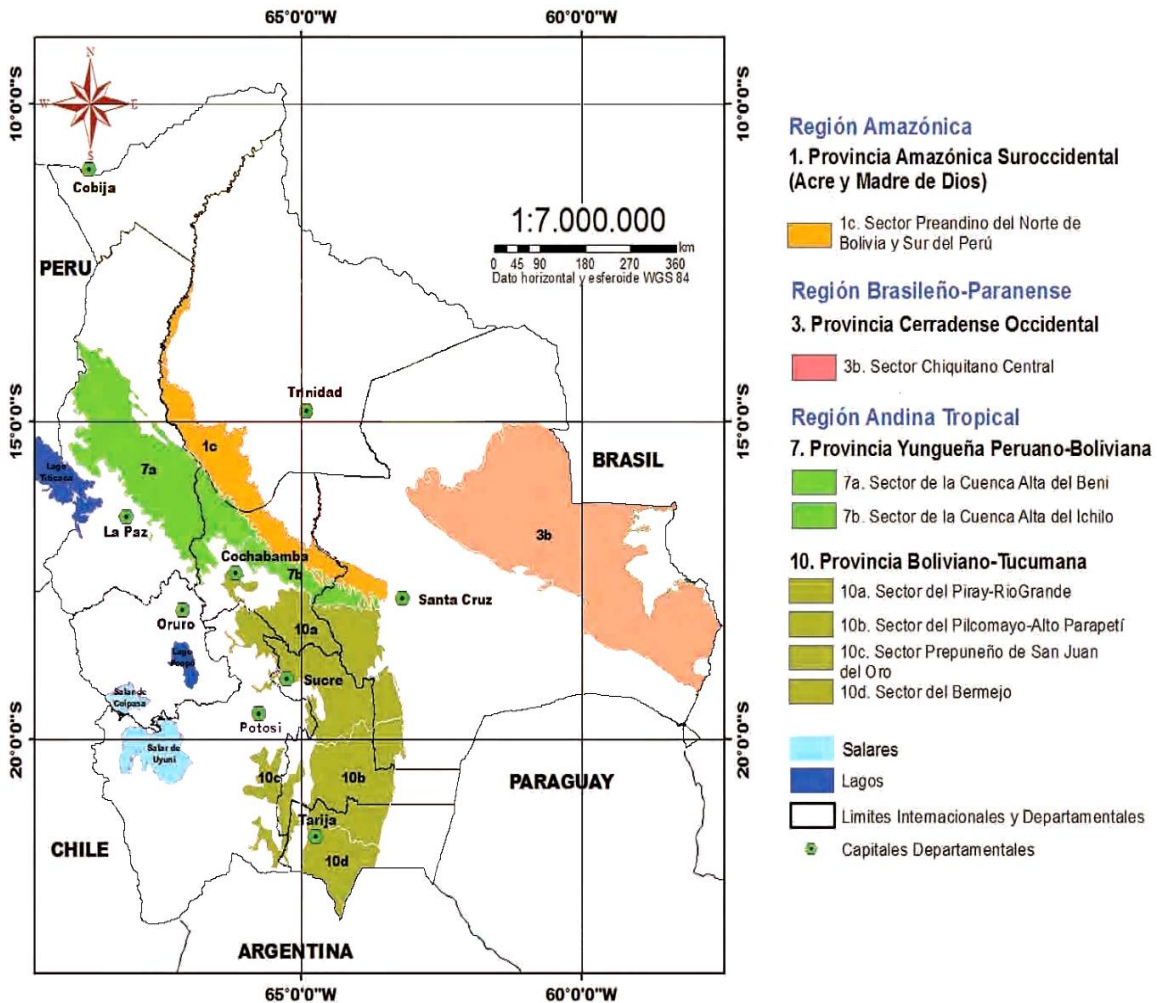 65°0'0"W 60°0'0"W
10°0'0"S 10°0'0"S
N
W E
S
Cobija
1:7.000.000
km
0 45 90 180 270 360
Dato horizontal y esferoide WGS 84
PERU
Trinidad
15°0'0"S 15°0'0"S
1c
BRASIL
Lago
Titicaca
7a
La Paz
3b
Cochabamba
7b
Santa Cruz
Oruro
10a
Lago
Poopó
Sucre
Salar de
Coipasa
Potosi
20°0'0"S 20°0'0"S
Salar de
Uyuni
10c
10b
PARAGUAY
Tarija
CHILE
10d
ARGENTINA
65°0'0"W 60°0'0"W
Región Amazónica
1. Provincia Amazónica Suroccidental
(Acre y Madre de Dios)
1c. Sector Preandino del Norte de
Bolivia y Sur del Perú
Región Brasileño-Paranense
3. Provincia Cerradense Occidental
3b. Sector Chiquitano Central
Región Andina Tropical
7. Provincia Yungueña Peruano-Boliviana
7a. Sector de la Cuenca Alta del Beni
7b. Sector de la Cuenca Alta del Ichilo
10. Provincia Boliviano-Tucumana
10a. Sector del Piray-RioGrande
10b. Sector del Pilcomayo-Alto Parapetí
10c. Sector Prepuneño de San Juan
del Oro
10d. Sector del Bermejo
Salares
Lagos
Limites Internacionales y Departamentales
Capitales Departamentales